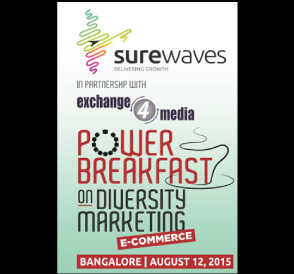 surewaves
DELIVERING GROWTH
IN PARTNERSHIP WITH
exchange 4 media
POWER
BREAKFAST
ON DIVERSITY
MARKETING
E-COMMERCE
BANGALORE | AUGUST 12, 2015